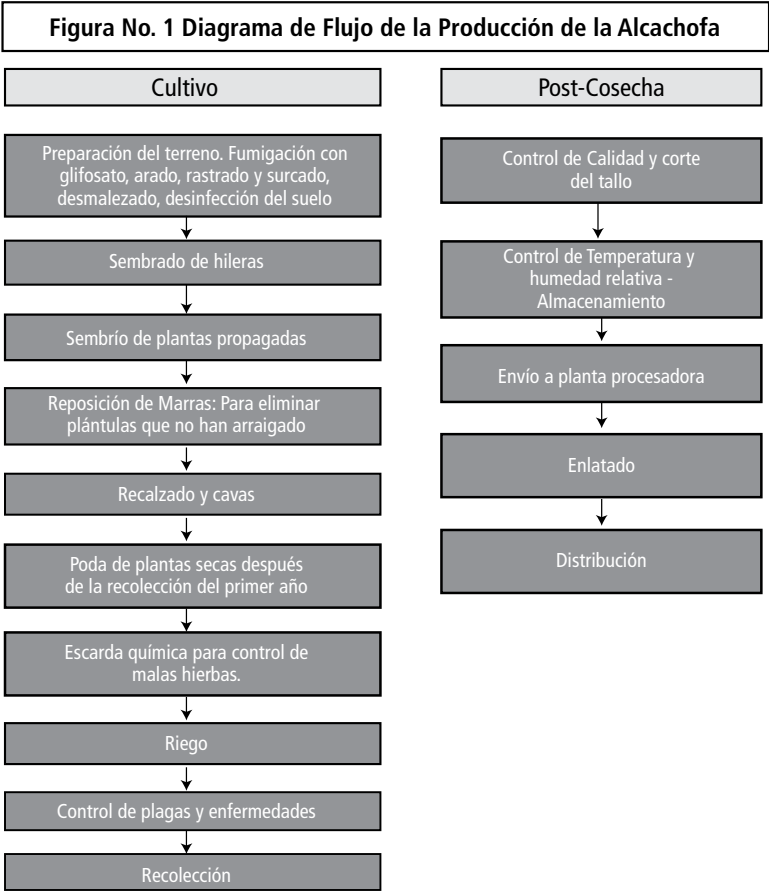 Figura No. 1 Diagrama de Flujo de la Producción de la Alcachofa
Cultivo
Preparación del terreno. Fumigación con
glifosato, arado, rastrado y surcado,
desmalezado, desinfección del suelo
Sembrado de hileras
Sembrío de plantas propagadas
Reposición de Marras: Para eliminar
plántulas que no han arraigado
Recalzado y cavas
Poda de plantas secas después
de la recolección del primer año
Escarda química para control de
malas hierbas.
Riego
Control de plagas y enfermedades
Recolección
Post-Cosecha
Control de Calidad y corte
del tallo
Control de Temperatura y
humedad relativa -
Almacenamiento
Envío a planta procesadora
Enlatado
Distribución